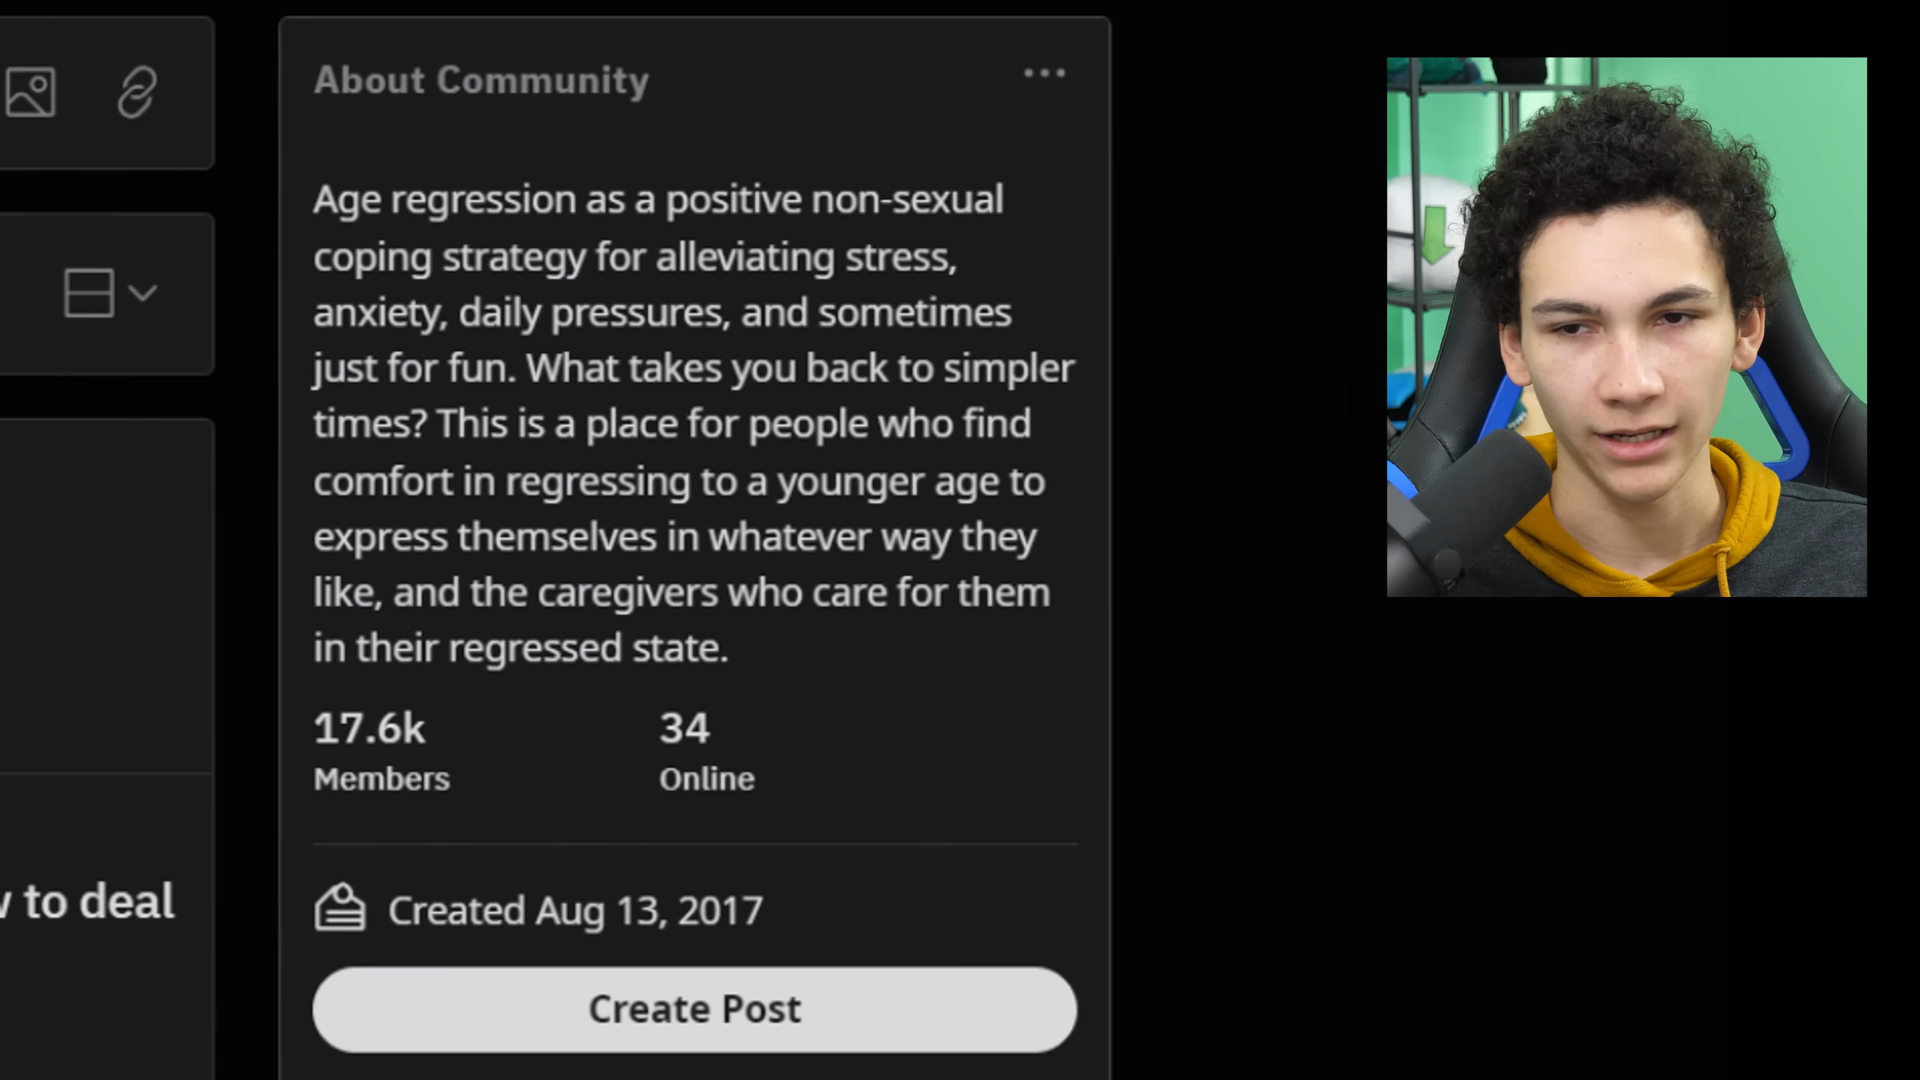 About Community
Age regression as a positive non-sexual
coping strategy for alleviating stress,
anxiety, daily pressures, and sometimes
just for fun. What takes you back to simpler
times? This is a place for people who find
comfort in regressing to a younger age to
express themselves in whatever way they
like, and the caregivers who care for them
in their regressed state.
17.6k 34
Members Online
to deal
Created Aug 13, 2017
Create Post